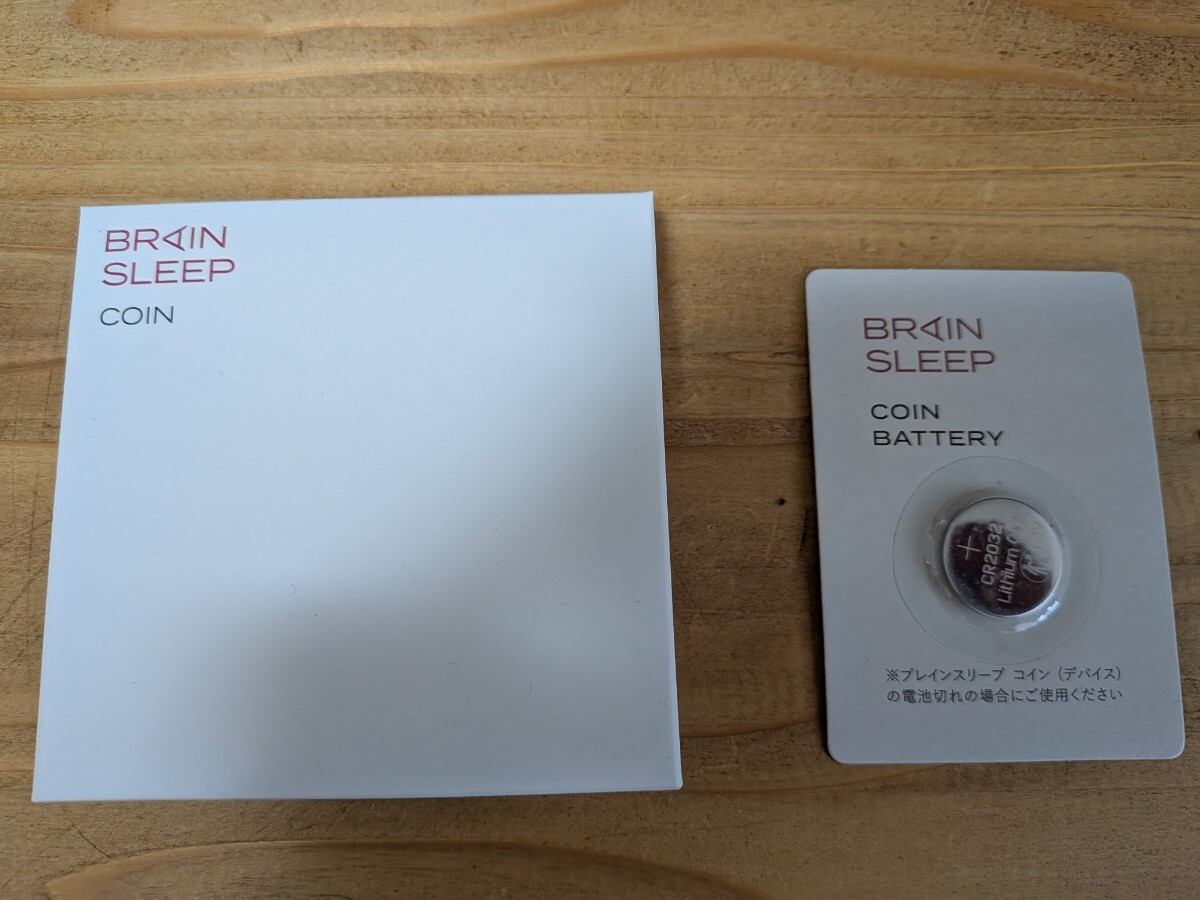 BRAIN
SLEEP
COIN
BRAIN
SLEEP
COIN
BATTERY
CR2032
Lithium
※ブレインスリープ コイン（デバイス）
の電池切れの場合にご使用ください